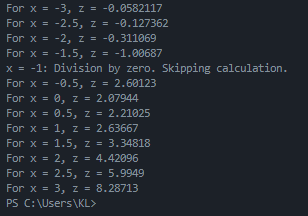 For x = -3, z = -0.0582117
For x = -2.5, z = -0.127362
For x = -2, z = -0.311069
For x = -1.5, z = -1.00687
x = -1: Division by zero. Skipping calculation.
For x = -0.5, z = 2.60123
For x = 0, z = 2.07944
For x = 0.5, z = 2.21025
For x = 1, z = 2.63667
For x = 1.5, z = 3.34818
For x = 2, z = 4.42096
For x = 2.5, z = 5.9949
For x = 3, z = 8.28713
PS C:\Users\KL>